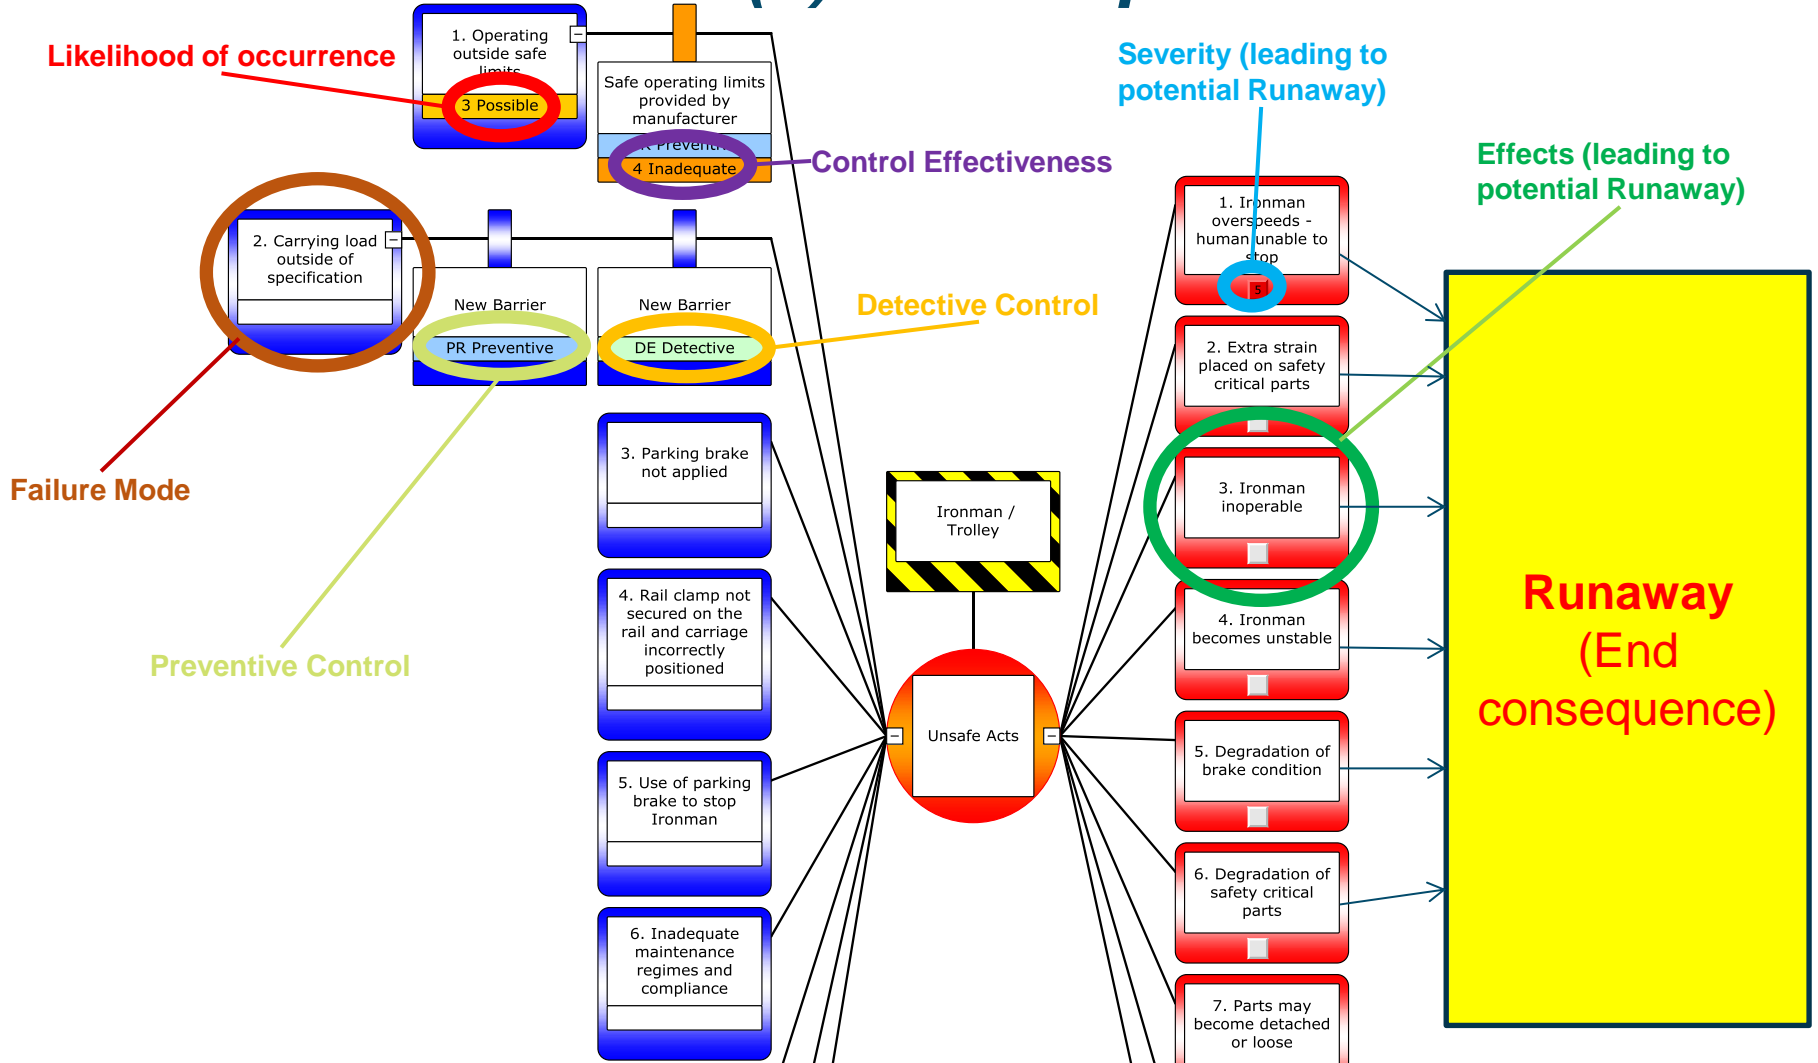 Likelihood of occurrence
1. Operating
outside safe
limits
3 Possible
Safe operating limits
provided by
manufacturer
4 Inadequate
Control Effectiveness
Severity (leading to
potential Runaway)
Effects (leading to
potential Runaway)
2. Carrying load
outside of
specification
New Barrier
PR Preventive
New Barrier
DE Detective
Detective Control
Failure Mode
Preventive Control
3. Parking brake
not applied
4. Rail clamp not
secured on the
rail and carriage
incorrectly
positioned
5. Use of parking
brake to stop
Ironman
6. Inadequate
maintenance
regimes and
compliance
Ironman /
Trolley
Unsafe Acts
1. Ironman
overspeeds -
human unable to
stop
5
2. Extra strain
placed on safety
critical parts
3. Ironman
inoperable
4. Ironman
becomes unstable
5. Degradation of
brake condition
6. Degradation of
safety critical
parts
7. Parts may
become detached
or loose
Runaway
(End
consequence)